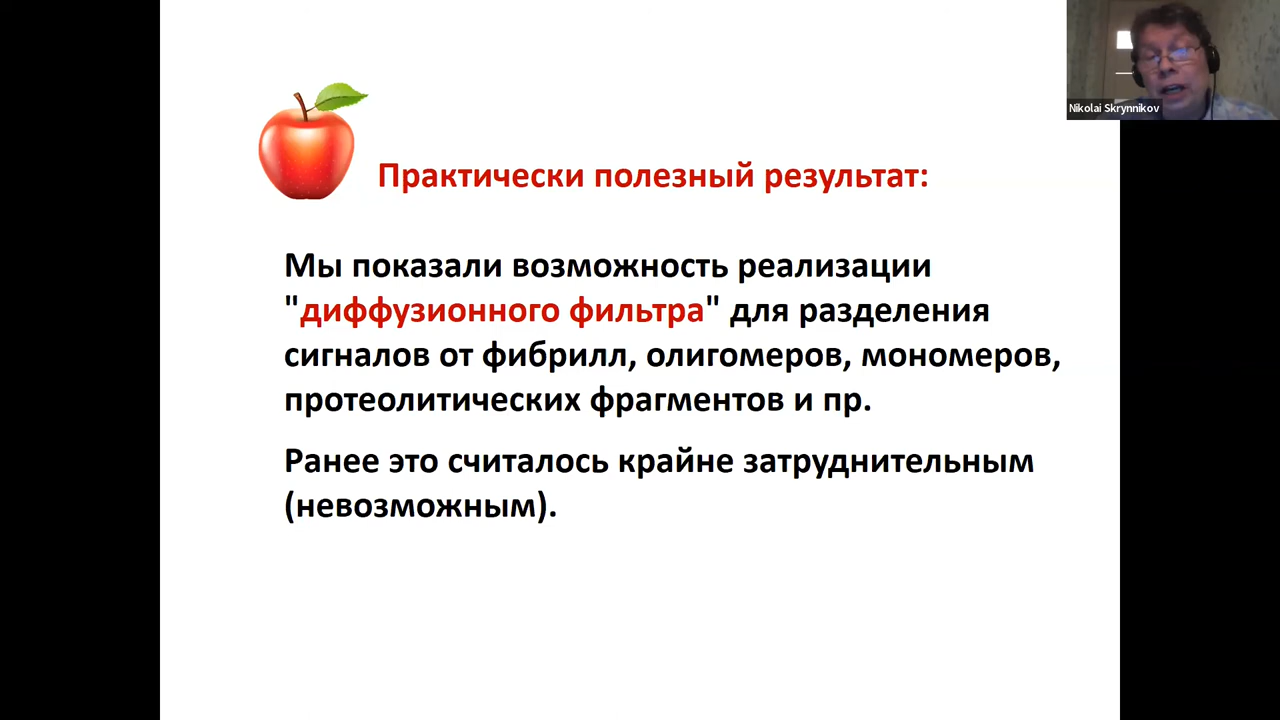 Nikolai Skrynnikov
Практически полезный результат:
Мы показали возможность реализации
"диффузионного фильтра" для разделения
сигналов от фибрилл, олигомеров, мономеров,
протеолитических фрагментов и пр.
Ранее это считалось крайне затруднительным
(невозможным).